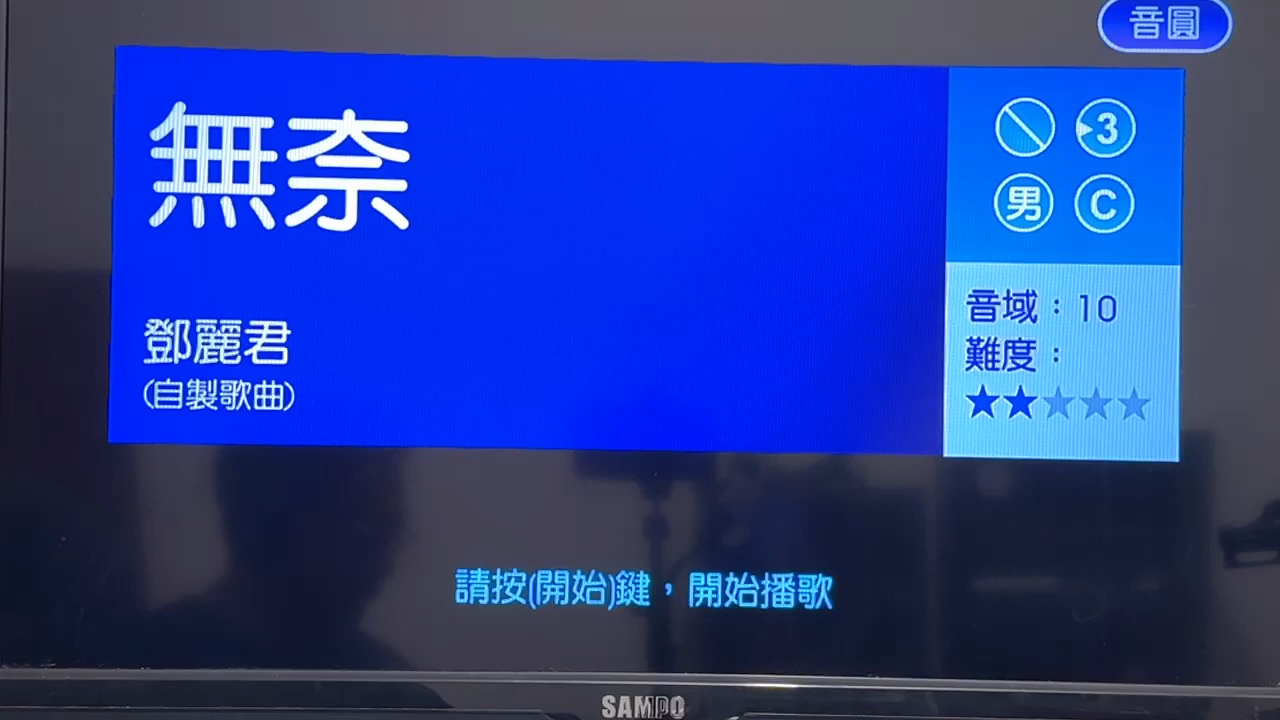 音圓
無奈
3
男 C
鄧麗君
(自製歌曲)
音域：10
難度：
★★★★★
請按(開始)鍵，開始播歌
SAMPO